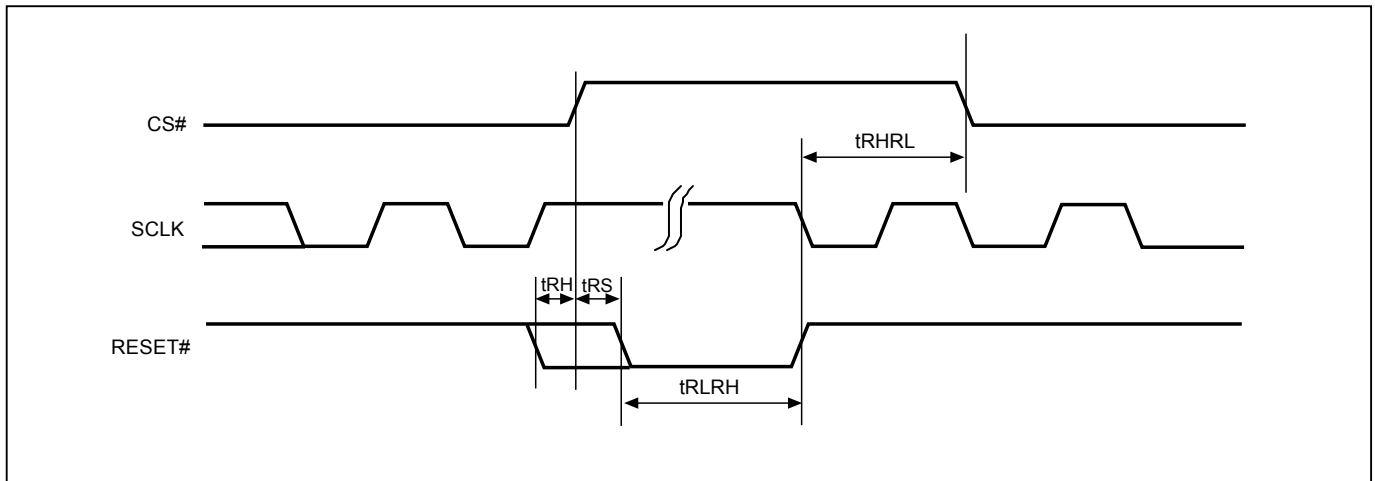 CS#
tRHRL
SCLK
tRH
tRS
RESET#
tRLRH